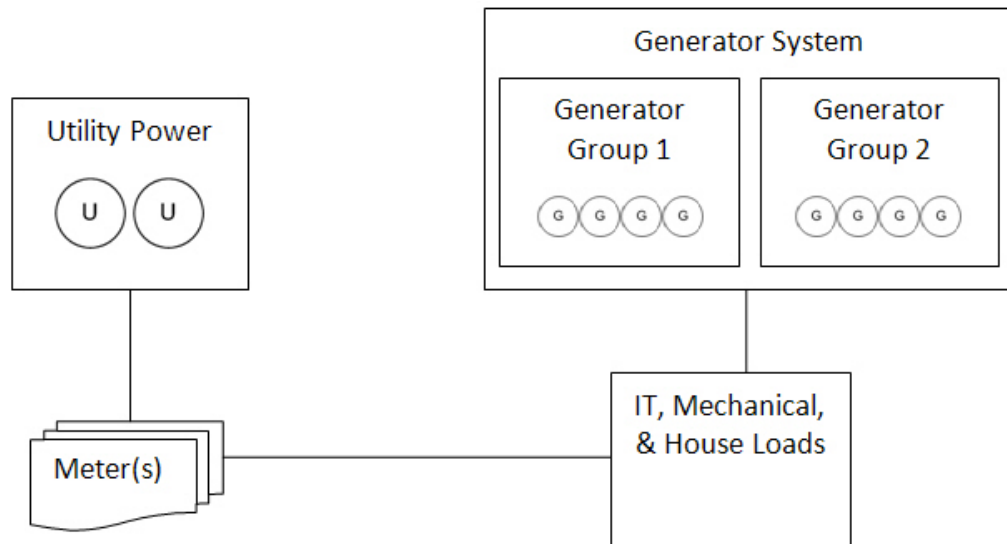 Generator System
Utility Power
U U
Generator
Group 1
G G G G
Generator
Group 2
G G G G
Meter(s)
IT, Mechanical,
& House Loads